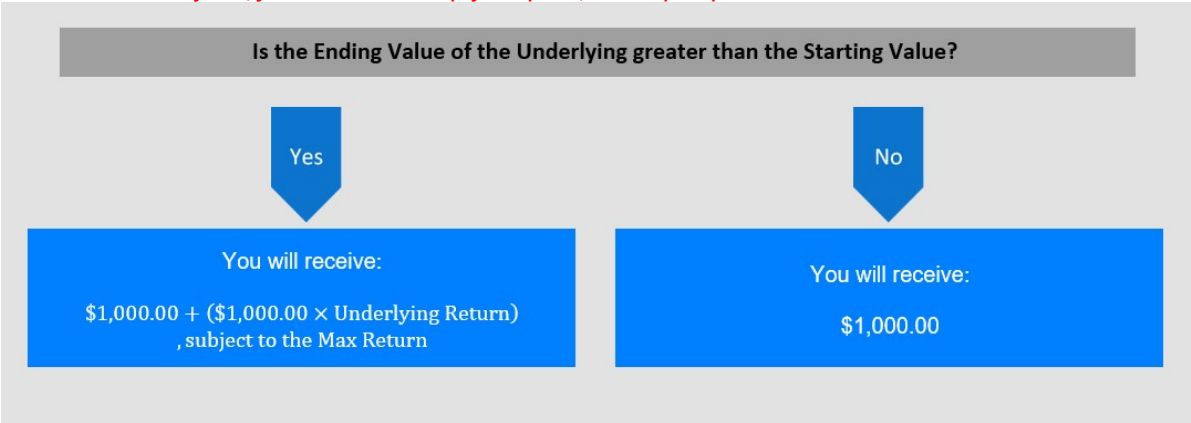 Is the Ending Value of the Underlying greater than the Starting Value?
Yes
No
You will receive:
$1,000.00 + ($1,000.00 × Underlying Return)
, subject to the Max Return
You will receive:
$1,000.00